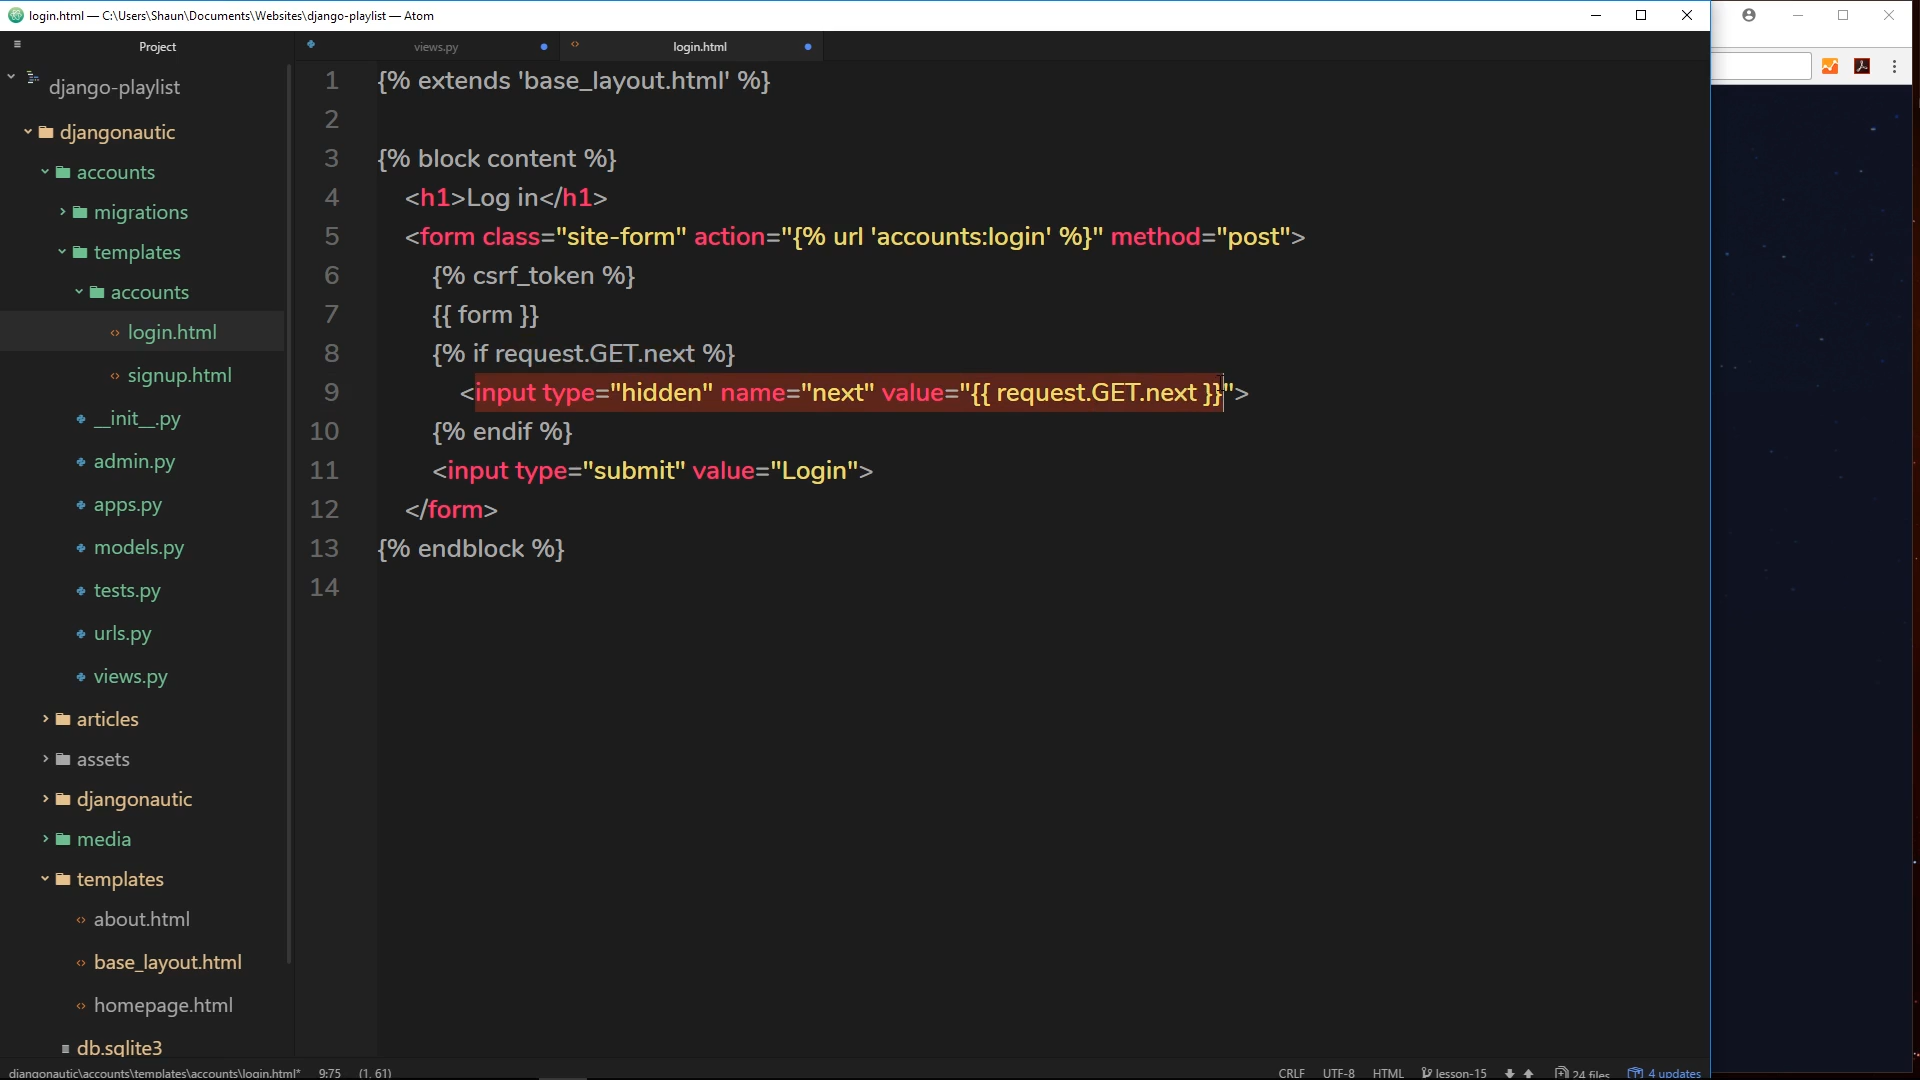 login.html — C:\Users\Shaun\Documents\Websites\django-playlist — Atom
Project
views.py
login.html
django-playlist
djangonautic
accounts
migrations
templates
accounts
login.html
signup.html
__init__.py
admin.py
apps.py
models.py
tests.py
urls.py
views.py
articles
assets
djangonautic
media
templates
about.html
base_layout.html
homepage.html
db.sqlite3
1 {% extends 'base_layout.html' %}
2
3 {% block content %}
4 <h1>Log in</h1>
5 <form class="site-form" action="{% url 'accounts:login' %}" method="post">
6 {% csrf_token %}
7 {{ form }}
8 {% if request.GET.next %}
9 <input type="hidden" name="next" value="{{ request.GET.next }}">
10 {% endif %}
11 <input type="submit" value="Login">
12 </form>
13 {% endblock %}
14
djangonautic\accounts\templates\accounts\login.html* 9:75 (1, 61)
CRLF UTF-8 HTML lesson-15 24 files 4 updates